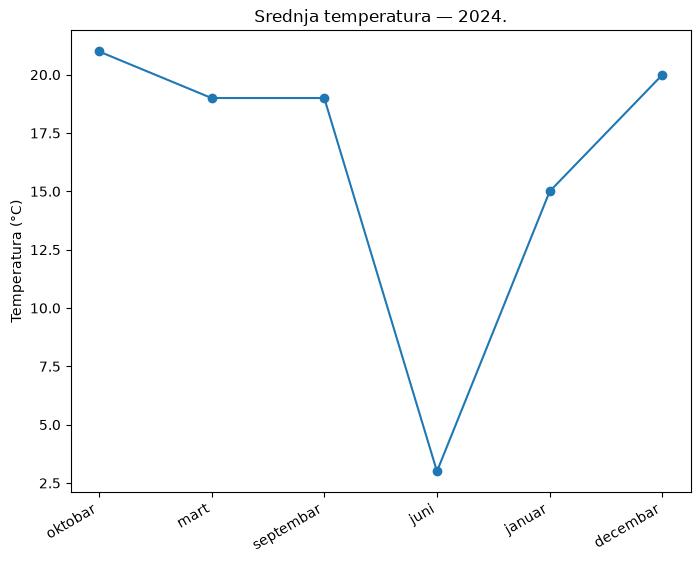 Srednja temperatura — 2024.
Temperatura (°C)
20.0
17.5
15.0
12.5
10.0
7.5
5.0
2.5
oktobar
mart
septembar
juni
januar
decembar